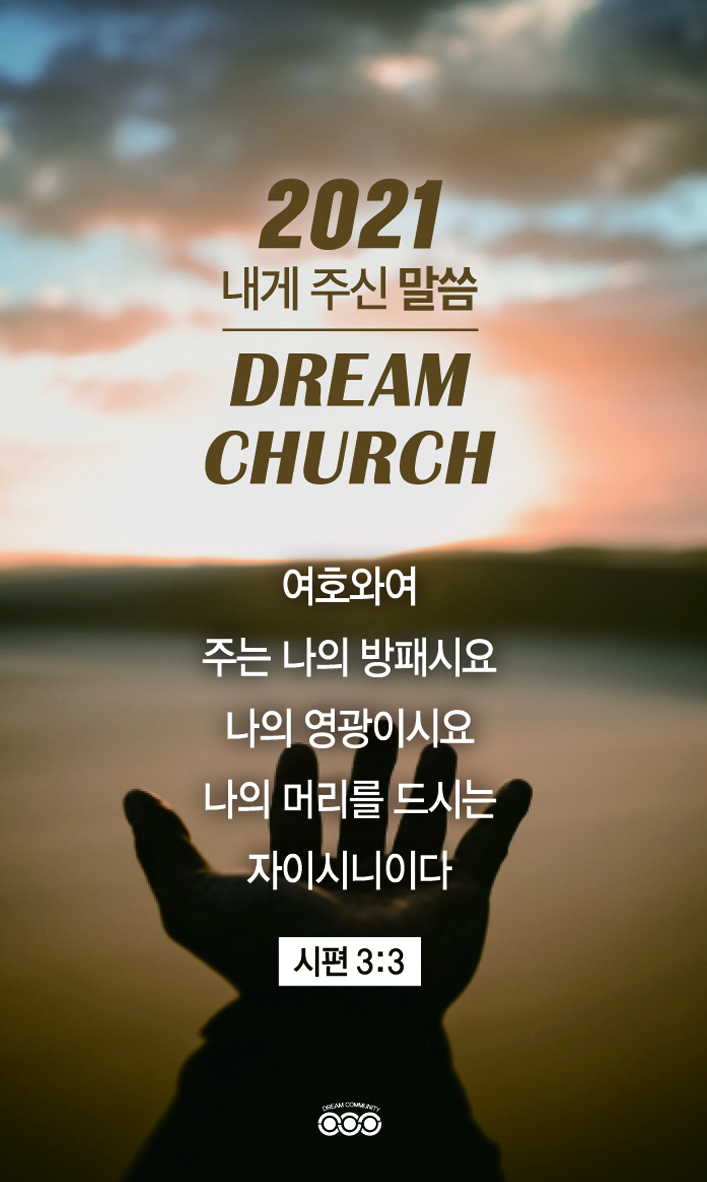 2021
내게 주신 말씀
DREAM
CHURCH
여호와여
주는 나의 방패시요
나의 영광이시요
나의 머리를 드시는
자이시니이다
시편 3:3
DREAM COMMUNITY